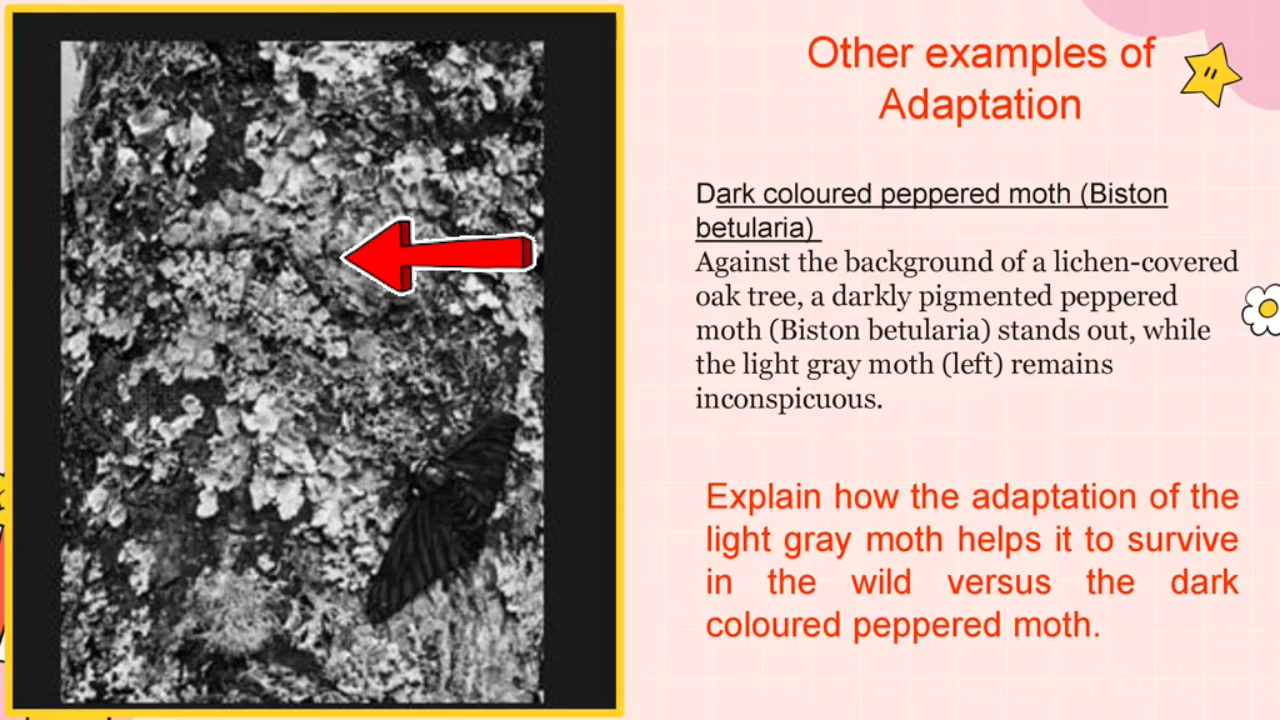 Other examples of
Adaptation
Dark coloured peppered moth (Biston
betularia)
Against the background of a lichen-covered
oak tree, a darkly pigmented peppered
moth (Biston betularia) stands out, while
the light gray moth (left) remains
inconspicuous.
Explain how the adaptation of the
light gray moth helps it to survive
in the wild versus the dark
coloured peppered moth.